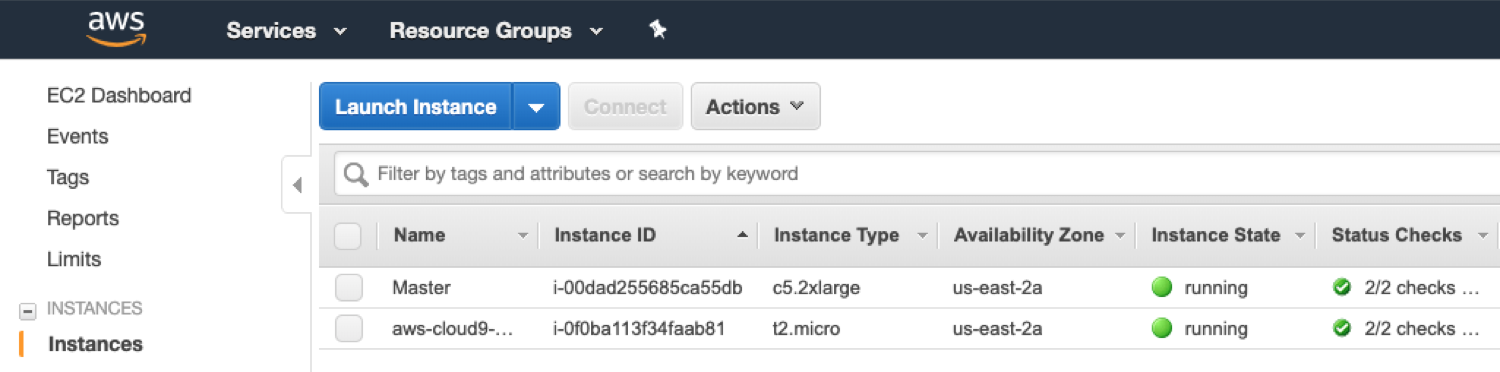 aws Services Resource Groups
EC2 Dashboard
Events
Tags
Reports
Limits
INSTANCES
Instances
Launch Instance Connect Actions
Filter by tags and attributes or search by keyword
Name Instance ID Instance Type Availability Zone Instance State Status Checks
Master i-00dad255685ca55db c5.2xlarge us-east-2a running 2/2 checks ...
aws-cloud9-... i-0f0ba113f34faab81 t2.micro us-east-2a running 2/2 checks ...